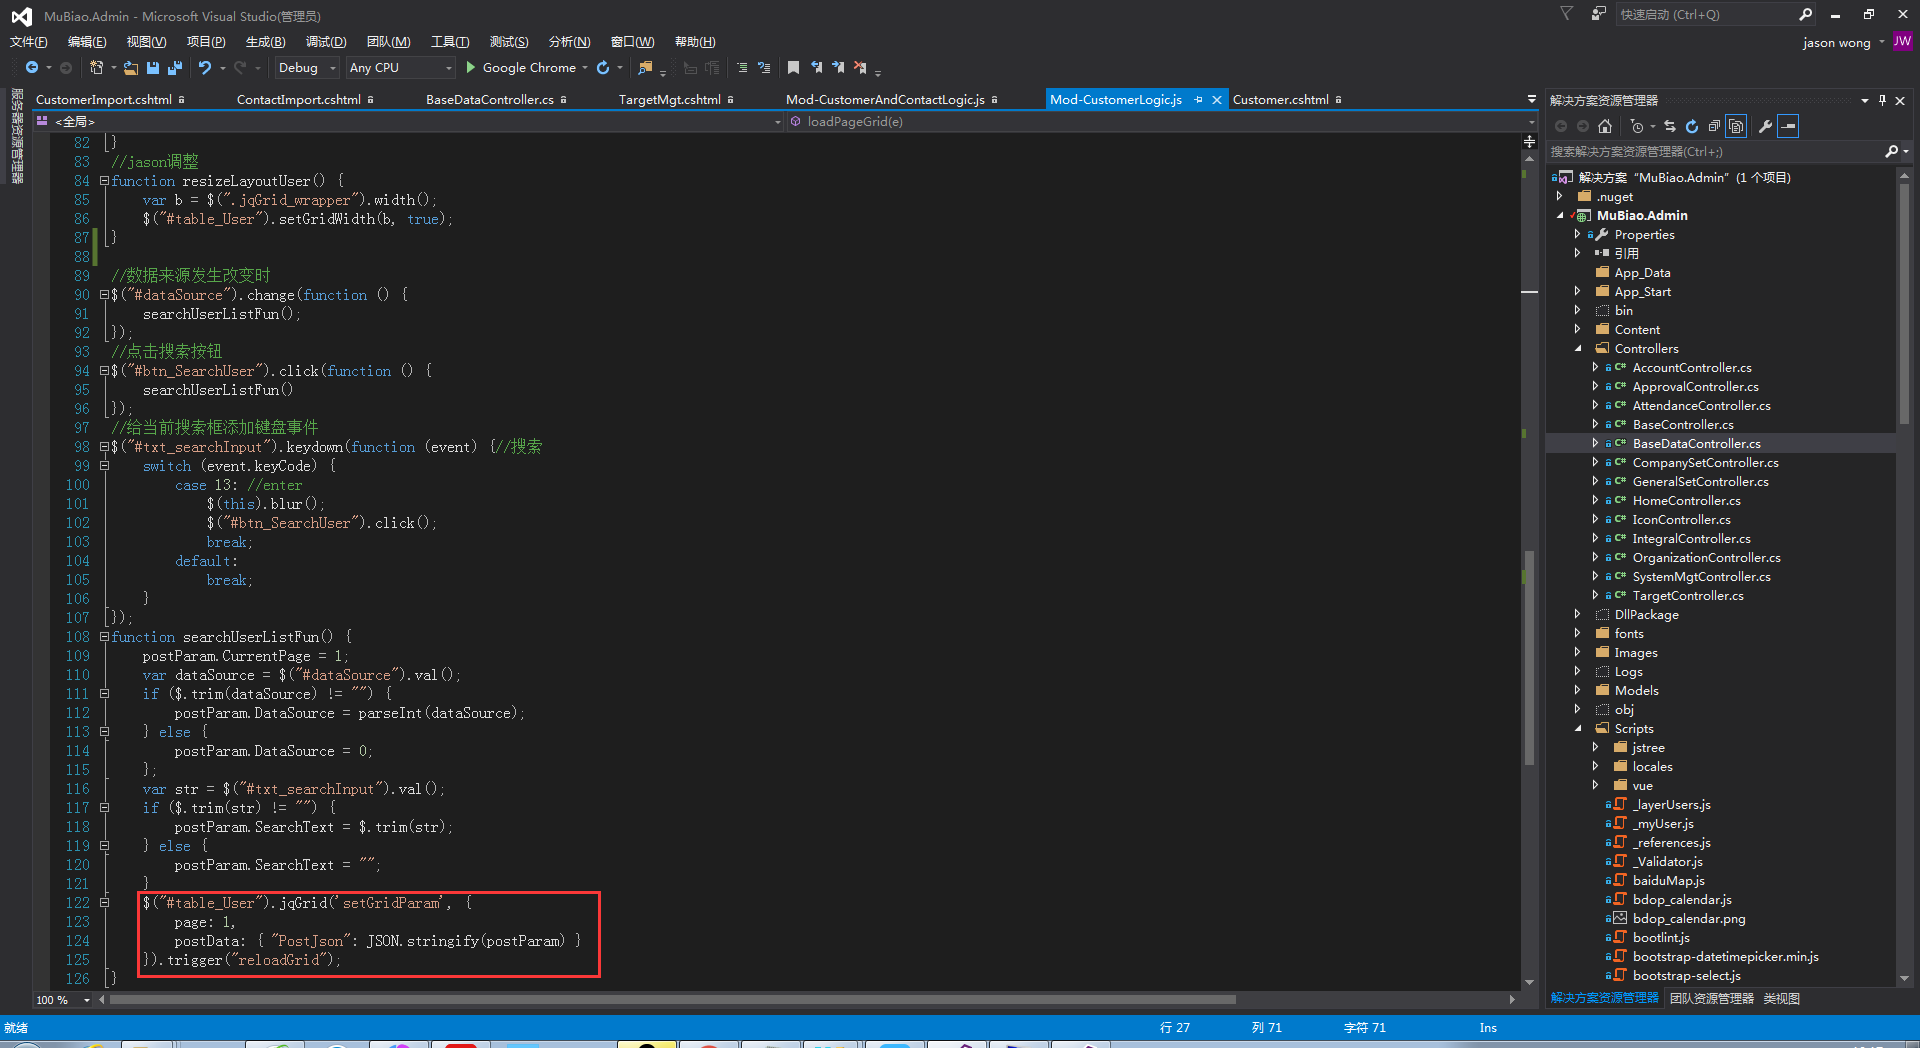 MuBiao.Admin - Microsoft Visual Studio(管理员)
快速启动 (Ctrl+Q)
文件(F) 编辑(E) 视图(V) 项目(P) 生成(B) 调试(D) 团队(M) 工具(T) 测试(S) 分析(N) 窗口(W) 帮助(H)
jason wong JW
Debug Any CPU Google Chrome
服务器资源管理器
CustomerImport.cshtml ContactImport.cshtml BaseDataController.cs TargetMgt.cshtml Mod-CustomerAndContactLogic.js Mod-CustomerLogic.js Customer.cshtml
<全局> loadPageGrid(e)
82 }
83 //jason调整
84 function resizeLayoutUser() {
85 var b = $(".jqGrid_wrapper").width();
86 $("#table_User").setGridWidth(b, true);
87 }
88
89 //数据来源发生改变时
90 $("#dataSource").change(function () {
91 searchUserListFun();
92 });
93 //点击搜索按钮
94 $("#btn_SearchUser").click(function () {
95 searchUserListFun()
96 });
97 //给当前搜索框添加键盘事件
98 $("#txt_searchInput").keydown(function (event) {//搜索
99 switch (event.keyCode) {
100 case 13: //enter
101 $(this).blur();
102 $("#btn_SearchUser").click();
103 break;
104 default:
105 break;
106 }
107 });
108 function searchUserListFun() {
109 postParam.CurrentPage = 1;
110 var dataSource = $("#dataSource").val();
111 if ($.trim(dataSource) != "") {
112 postParam.DataSource = parseInt(dataSource);
113 } else {
114 postParam.DataSource = 0;
115 };
116 var str = $("#txt_searchInput").val();
117 if ($.trim(str) != "") {
118 postParam.SearchText = $.trim(str);
119 } else {
120 postParam.SearchText = "";
121 }
122 $("#table_User").jqGrid('setGridParam', {
123 page: 1,
124 postData: { "PostJson": JSON.stringify(postParam) }
125 }).trigger("reloadGrid");
126 }
100 %
解决方案资源管理器
搜索解决方案资源管理器(Ctrl+;)
解决方案 “MuBiao.Admin” (1 个项目)
.nuget
MuBiao.Admin
Properties
引用
App_Data
App_Start
bin
Content
Controllers
AccountController.cs
ApprovalController.cs
AttendanceController.cs
BaseController.cs
BaseDataController.cs
CompanySetController.cs
GeneralSetController.cs
HomeController.cs
IconController.cs
IntegralController.cs
OrganizationController.cs
SystemMgtController.cs
TargetController.cs
DllPackage
fonts
Images
Logs
Models
obj
Scripts
jstree
locales
vue
_layerUsers.js
_myUser.js
_references.js
_Validator.js
baiduMap.js
bdop_calendar.js
bdop_calendar.png
bootlint.js
bootstrap-datetimepicker.min.js
bootstrap-select.js
解决方案资源管理器 团队资源管理器 类视图
就绪 行 27 列 71 字符 71 Ins